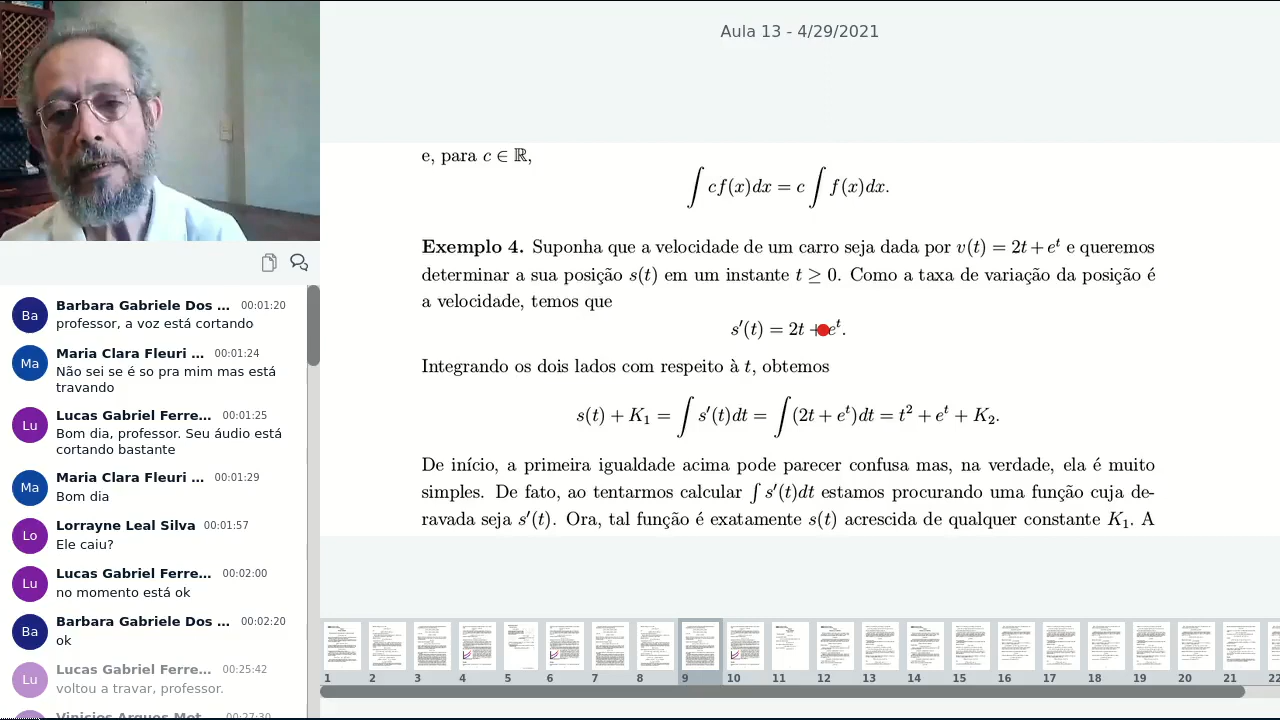 Aula 13 - 4/29/2021
e, para c ∈ ℝ,
∫ cf(x)dx = c ∫ f(x)dx.
Exemplo 4. Suponha que a velocidade de um carro seja dada por v(t) = 2t + eᵗ e queremos
determinar a sua posição s(t) em um instante t ≥ 0. Como a taxa de variação da posição é
a velocidade, temos que
s′(t) = 2t + eᵗ.
Integrando os dois lados com respeito à t, obtemos
s(t) + K₁ = ∫ s′(t)dt = ∫ (2t + eᵗ)dt = t² + eᵗ + K₂.
De início, a primeira igualdade acima pode parecer confusa mas, na verdade, ela é muito
simples. De fato, ao tentarmos calcular ∫ s′(t)dt estamos procurando uma função cuja de-
ravada seja s′(t). Ora, tal função é exatamente s(t) acrescida de qualquer constante K₁. A
Ba Barbara Gabriele Dos ... 00:01:20
professor, a voz está cortando
Ma Maria Clara Fleuri ... 00:01:24
Não sei se é so pra mim mas está
travando
Lu Lucas Gabriel Ferre... 00:01:25
Bom dia, professor. Seu áudio está
cortando bastante
Ma Maria Clara Fleuri ... 00:01:29
Bom dia
Lo Lorrayne Leal Silva 00:01:57
Ele caiu?
Lu Lucas Gabriel Ferre... 00:02:00
no momento está ok
Ba Barbara Gabriele Dos ... 00:02:20
ok
Lu Lucas Gabriel Ferre... 00:25:42
voltou a travar, professor.
Vinicios Arques Mot... 00:27:30
1 2 3 4 5 6 7 8 9 10 11 12 13 14 15 16 17 18 19 20 21 22